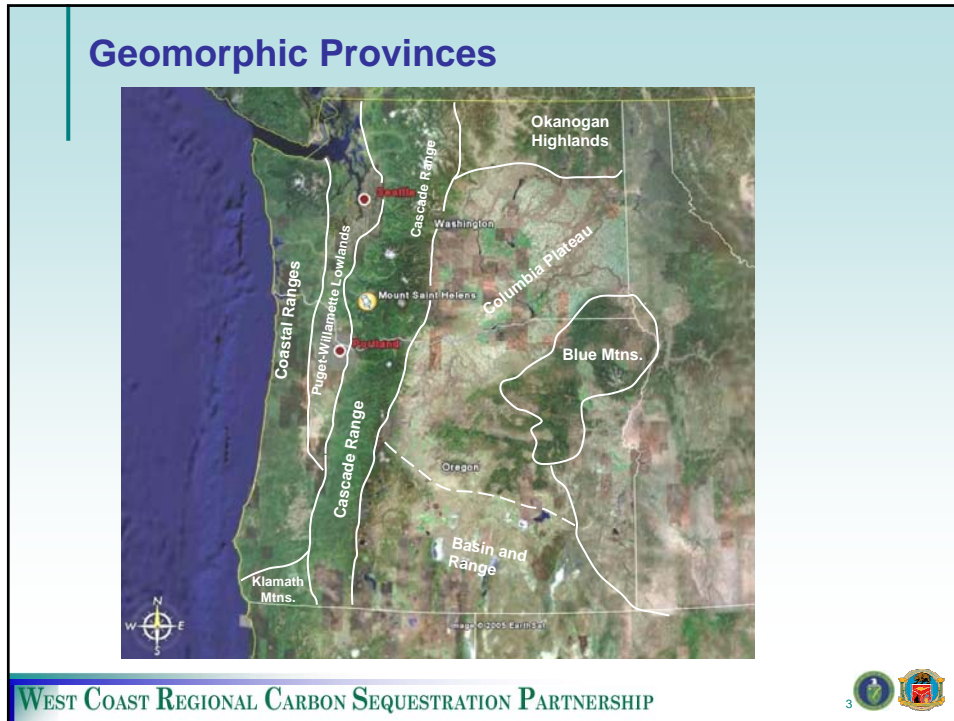 Geomorphic Provinces
Okanogan
Highlands
Cascade Range
Seattle
Washington
Puget-Willamette Lowlands
Columbia Plateau
Coastal Ranges
Mount Saint Helens
Portland
Blue Mtns.
Cascade Range
Oregon
Basin and
Range
Klamath
Mtns.
N
W E
S
Image © 2005 EarthSat
WEST COAST REGIONAL CARBON SEQUESTRATION PARTNERSHIP
3